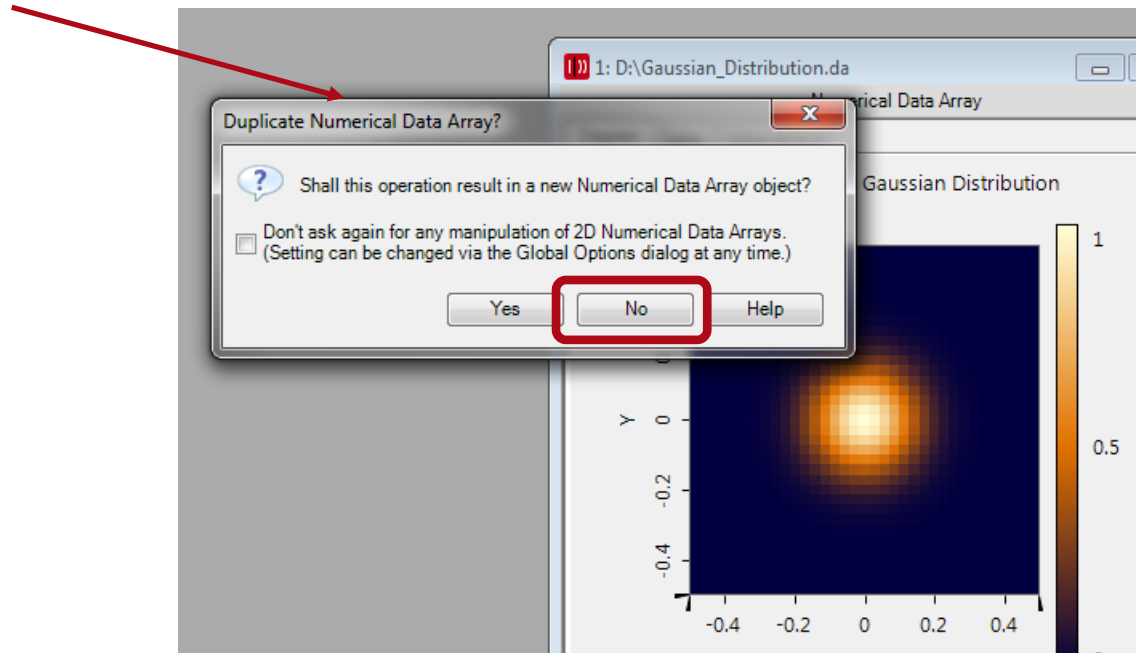 1: D:\Gaussian_Distribution.da
Data Array
Duplicate Numerical Data Array?
Shall this operation result in a new Numerical Data Array object?
Don't ask again for any manipulation of 2D Numerical Data Arrays.
(Setting can be changed via the Global Options dialog at any time.)
Yes
No
Help
Gaussian Distribution
1
0.5
Y
0
-0.2
-0.4
-0.4
-0.2
0
0.2
0.4